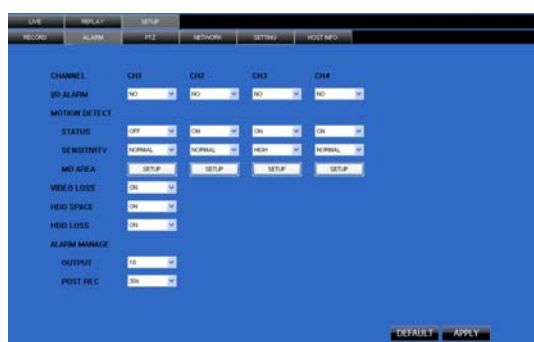 LIVE REPLAY SETUP
RECORD ALARM PTZ NETWORK SETTING HOST INFO
CHANNEL CH1 CH2 CH3 CH4
I/O ALARM NO NO NO NO
MOTION DETECT
STATUS OFF ON ON ON
SENSITIVITY NORMAL NORMAL HIGH NORMAL
MD AREA SETUP SETUP SETUP SETUP
VIDEO LOSS ON
HDD SPACE ON
HDD LOSS ON
ALARM MANAGE
OUTPUT 10
POST REC 30s
DEFAULT APPLY